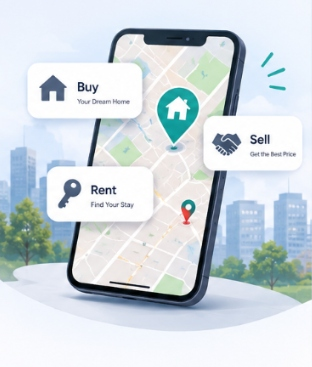 Buy
Your Dream Home
Sell
Get the Best Price
Rent
Find Your Stay